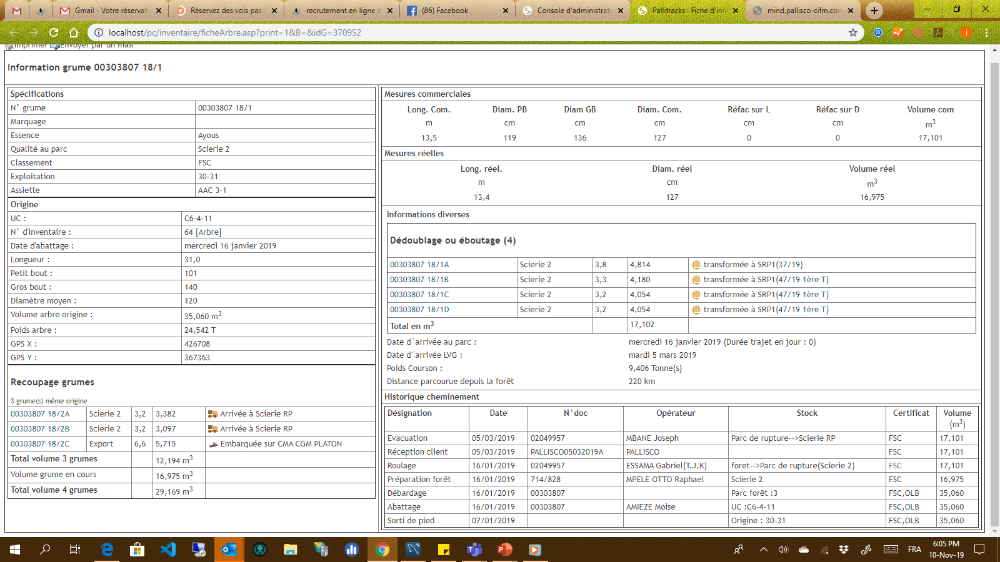 Gmail - Votre réservati
Réservez des vols pas c
recrutement en ligne a
(86) Facebook
Console d'administrati
Pallitracks : Fiche d'inf
mind.pallisco-cifm.com
localhost/pc/inventaire/ficheArbre.asp?print=1&B=&idG=370952
Imprimer Envoyer par un mail
Information grume 00303807 18/1
Spécifications
N° grume 00303807 18/1
Marquage
Essence Ayous
Qualité au parc Scierie 2
Classement FSC
Exploitation 30-31
Assiette AAC 3-1
Origine
UC : C6-4-11
N° d'inventaire : 64 [Arbre]
Date d'abattage : mercredi 16 janvier 2019
Longueur : 31,0
Petit bout : 101
Gros bout : 140
Diamètre moyen : 120
Volume arbre origine : 35,060 m3
Poids arbre : 24,542 T
GPS X : 426708
GPS Y : 367363
Recoupage grumes
3 grume(s) même origine
00303807 18/2A Scierie 2 3,2 3,382 Arrivée à Scierie RP
00303807 18/2B Scierie 2 3,2 3,097 Arrivée à Scierie RP
00303807 18/2C Export 6,6 5,715 Embarquée sur CMA CGM PLATON
Total volume 3 grumes 12,194 m3
Volume grume en cours 16,975 m3
Total volume 4 grumes 29,169 m3
Mesures commerciales
Long. Com. Diam. PB Diam GB Diam. Com. Réfac sur L Réfac sur D Volume com
m cm cm cm cm cm m3
13,5 119 136 127 0 0 17,101
Mesures réelles
Long. réel. Diam. réel Volume réel
m cm m3
13,4 127 16,975
Informations diverses
Dédoublage ou éboutage (4)
00303807 18/1A Scierie 2 3,8 4,814 transformée à SRP1(37/19)
00303807 18/1B Scierie 2 3,3 4,180 transformée à SRP1(47/19 1ère T)
00303807 18/1C Scierie 2 3,2 4,054 transformée à SRP1(47/19 1ère T)
00303807 18/1D Scierie 2 3,2 4,054 transformée à SRP1(47/19 1ère T)
Total en m3 17,102
Date d´arrivée au parc : mercredi 16 janvier 2019 (Durée trajet en jour : 0)
Date d´arrivée LVG : mardi 5 mars 2019
Poids Courson : 9,406 Tonne(s)
Distance parcourue depuis la forêt 220 km
Historique cheminement
Désignation Date N°doc Opérateur Stock Certificat Volume
(m3)
Evacuation 05/03/2019 02049957 MBANE Joseph Parc de rupture-->Scierie RP FSC 17,101
Réception client 05/03/2019 PALLISCO05032019A PALLISCO FSC 17,101
Roulage 16/01/2019 02049957 ESSAMA Gabriel(T.J.K) foret-->Parc de rupture(Scierie 2) FSC 17,101
Préparation forêt 16/01/2019 714/828 MPELE OTTO Raphael Scierie 2 FSC 16,975
Débardage 16/01/2019 00303807 Parc forêt :3 FSC,OLB 35,060
Abattage 16/01/2019 00303807 AMIEZE Moise UC :C6-4-11 FSC,OLB 35,060
Sorti de pied 07/01/2019 Origine : 30-31 FSC,OLB 35,060
FRA
6:05 PM
10-Nov-19